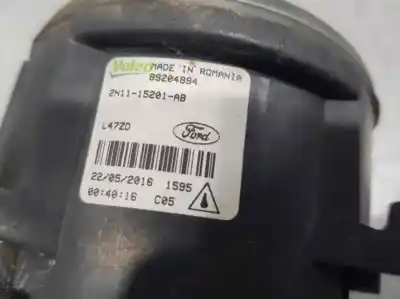 Valeo MADE IN ROMANIA
89204894
2N11-15201-AB
L47ZD
Ford
22/05/2016 1595
00:40:16 C05